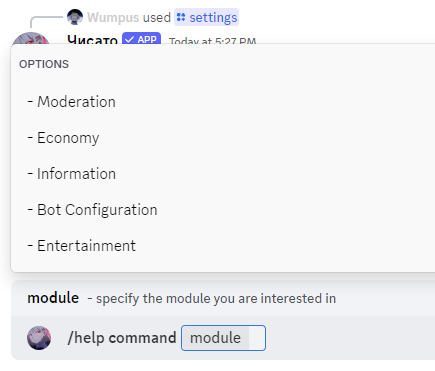 Wumpus used settings
Чисато ✓ APP Today at 5:27 PM
OPTIONS
- Moderation
- Economy
- Information
- Bot Configuration
- Entertainment
module - specify the module you are interested in
/help command module